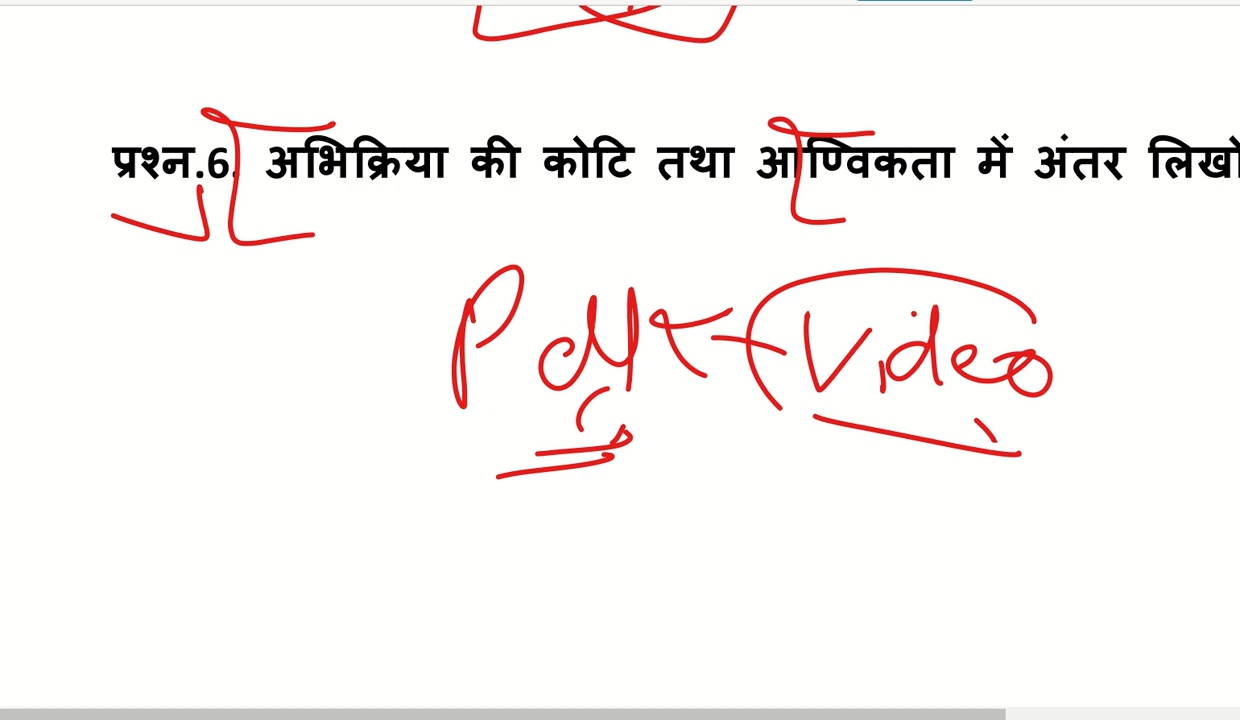 प्रश्न.6. अभिक्रिया की कोटि तथा आण्विकता में अंतर लिखो
Pdf Video